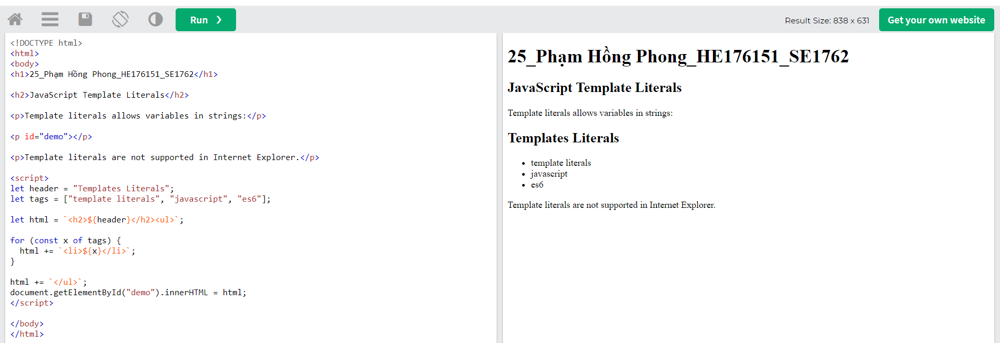 Run ❯
Result Size: 838 x 631
Get your own website
<!DOCTYPE html>
<html>
<body>
<h1>25_Phạm Hồng Phong_HE176151_SE1762</h1>
<h2>JavaScript Template Literals</h2>
<p>Template literals allows variables in strings:</p>
<p id="demo"></p>
<p>Template literals are not supported in Internet Explorer.</p>
<script>
let header = "Templates Literals";
let tags = ["template literals", "javascript", "es6"];
let html = `<h2>${header}</h2><ul>`;
for (const x of tags) {
  html += `<li>${x}</li>`;
}
html += `</ul>`;
document.getElementById("demo").innerHTML = html;
</script>
</body>
</html>
25_Phạm Hồng Phong_HE176151_SE1762
JavaScript Template Literals
Template literals allows variables in strings:
Templates Literals
• template literals
• javascript
• es6
Template literals are not supported in Internet Explorer.